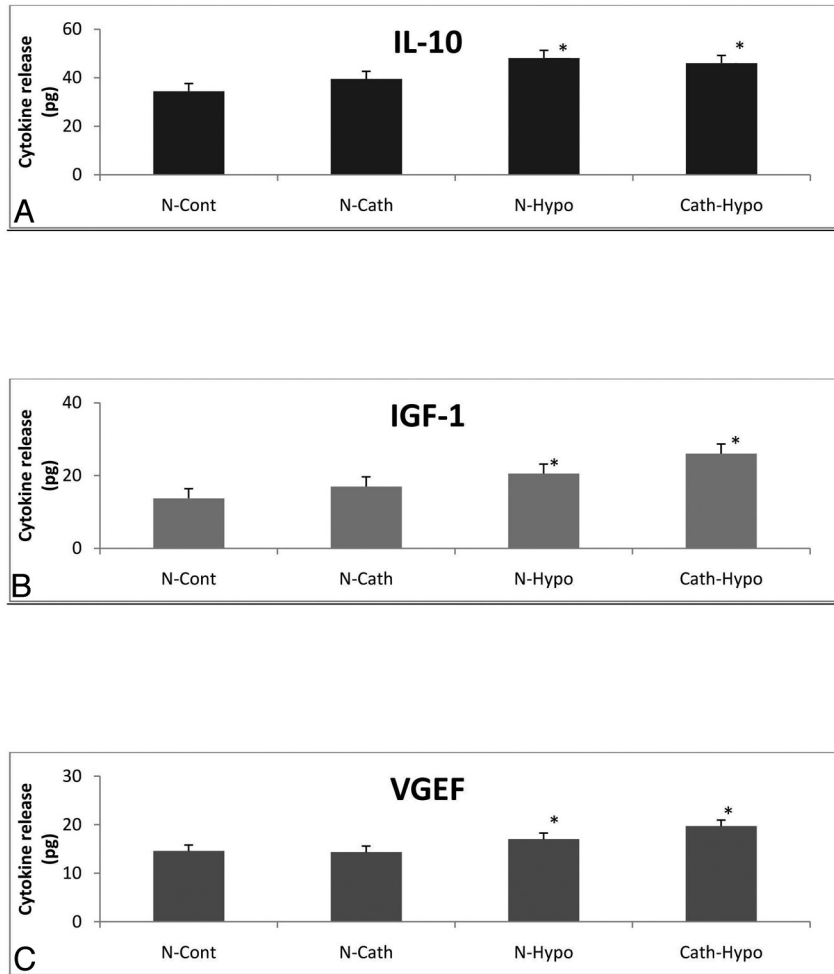 IL-10
Cytokine release
(pg)
60
40
20
0
*
*
N-Cont
N-Cath
N-Hypo
Cath-Hypo
A
IGF-1
Cytokine release
(pg)
40
20
0
*
*
N-Cont
N-Cath
N-Hypo
Cath-Hypo
B
VGEF
Cytokine release
(pg)
30
20
10
0
*
*
N-Cont
N-Cath
N-Hypo
Cath-Hypo
C